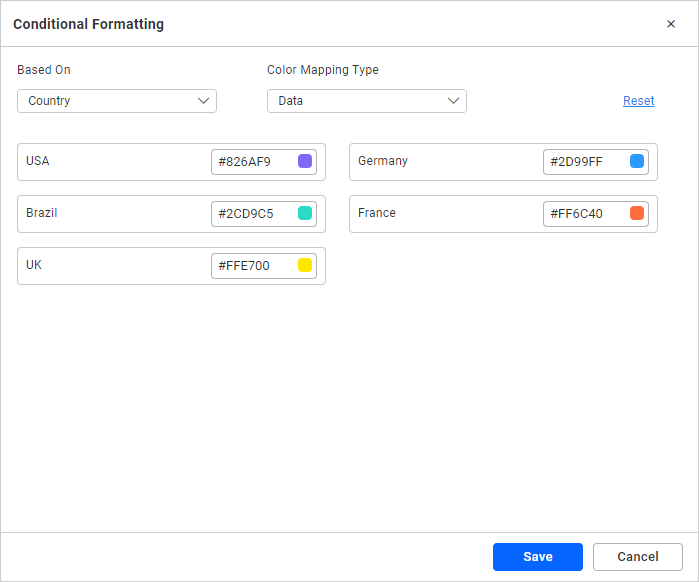 Conditional Formatting ×
Based On Color Mapping Type
Country Data Reset
USA #826AF9 Germany #2D99FF
Brazil #2CD9C5 France #FF6C40
UK #FFE700
Save Cancel